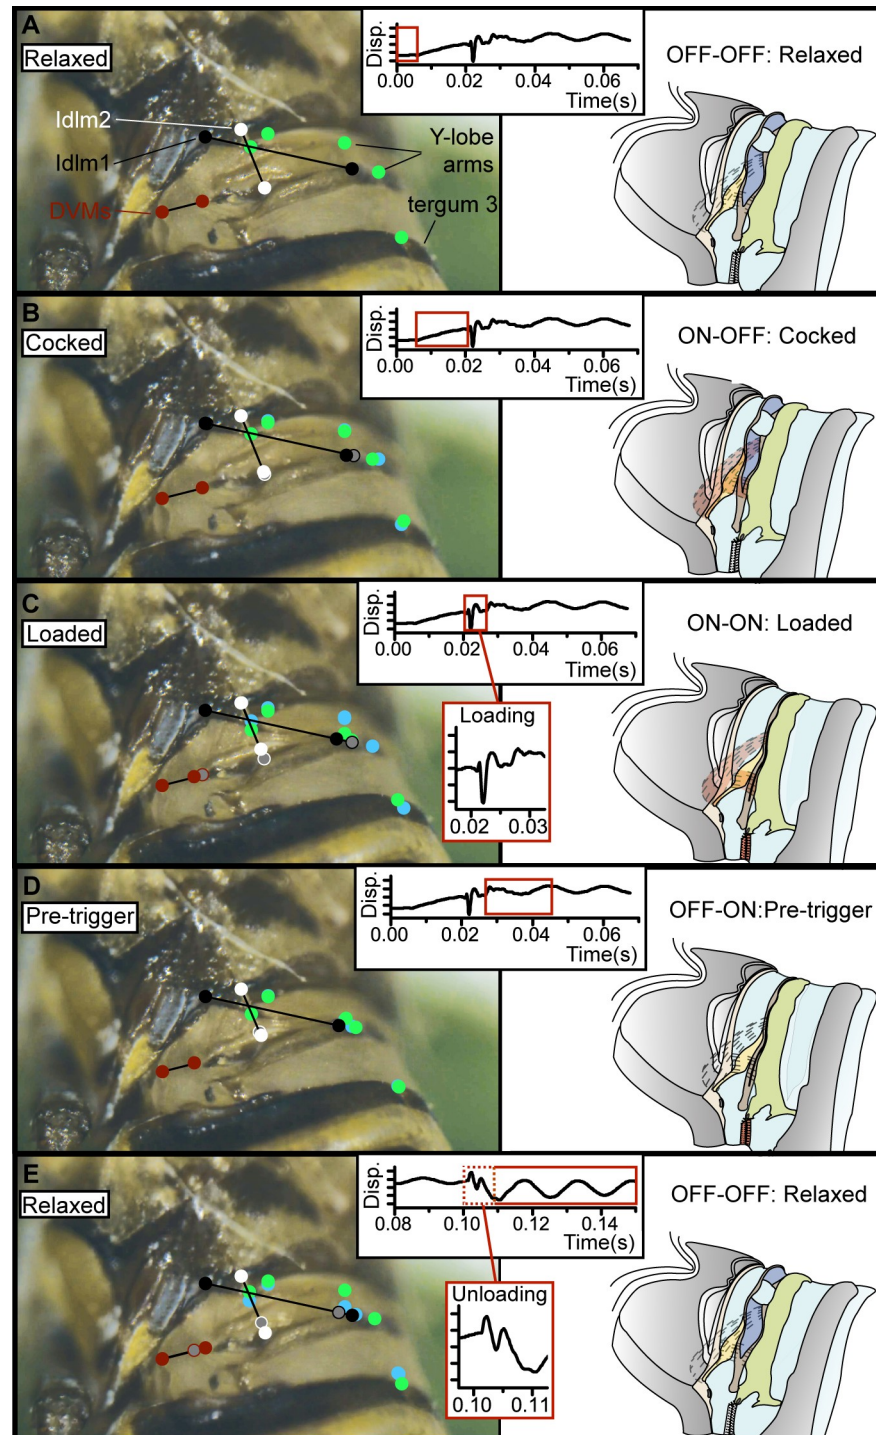 A
Relaxed
Idlm2
Idlm1
DVMs
Y-lobe
arms
tergum 3
Disp.
0.00 0.02 0.04 0.06
Time(s)
OFF-OFF: Relaxed
B
Cocked
Disp.
0.00 0.02 0.04 0.06
Time(s)
ON-OFF: Cocked
C
Loaded
Disp.
0.00 0.02 0.04 0.06
Time(s)
Loading
0.02 0.03
ON-ON: Loaded
D
Pre-trigger
Disp.
0.00 0.02 0.04 0.06
Time(s)
OFF-ON:Pre-trigger
E
Relaxed
Disp.
0.08 0.10 0.12 0.14
Time(s)
Unloading
0.10 0.11
OFF-OFF: Relaxed